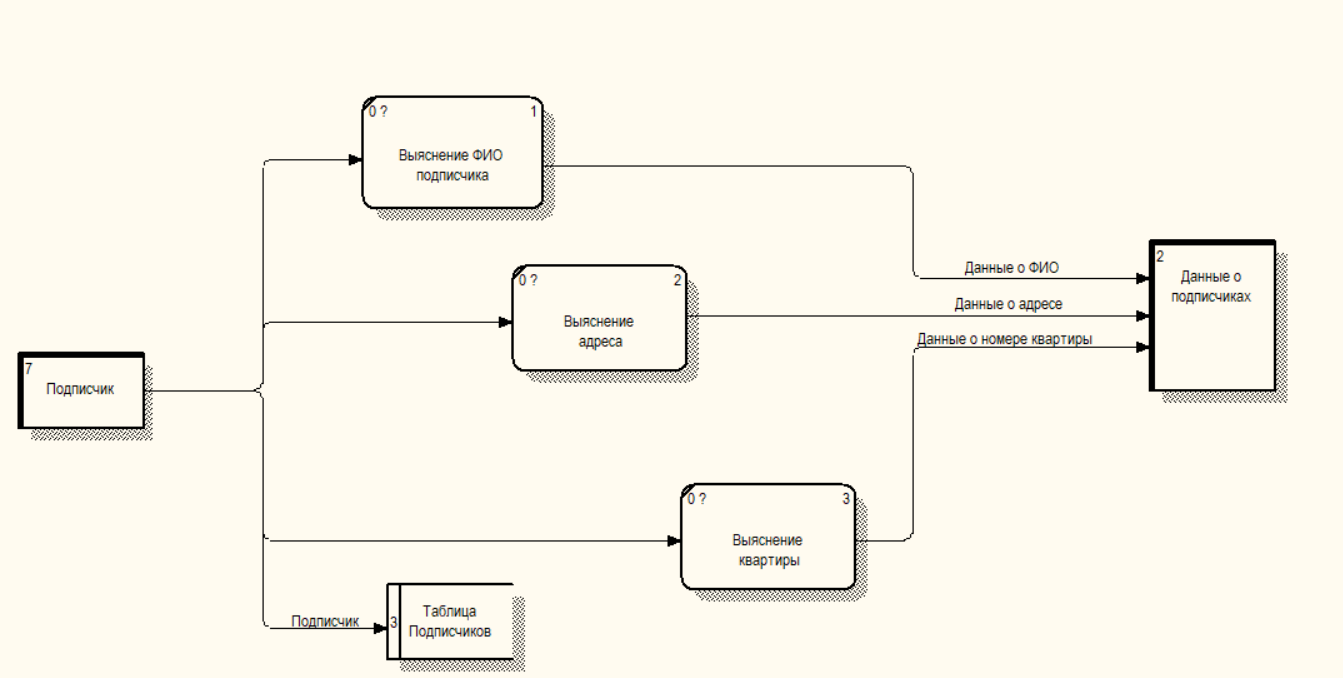 0 ?
1
Выяснение ФИО
подписчика
0 ?
2
Выяснение
адреса
Данные о ФИО
Данные о адресе
Данные о номере квартиры
2
Данные о
подписчиках
7
Подписчик
0 ?
3
Выяснение
квартиры
Подписчик
3
Таблица
Подписчиков